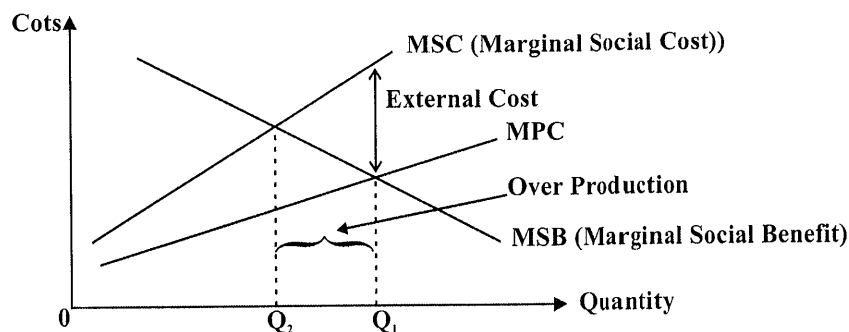 Cots
MSC (Marginal Social Cost))
External Cost
MPC
Over Production
MSB (Marginal Social Benefit)
0
Q₂
Q₁
Quantity